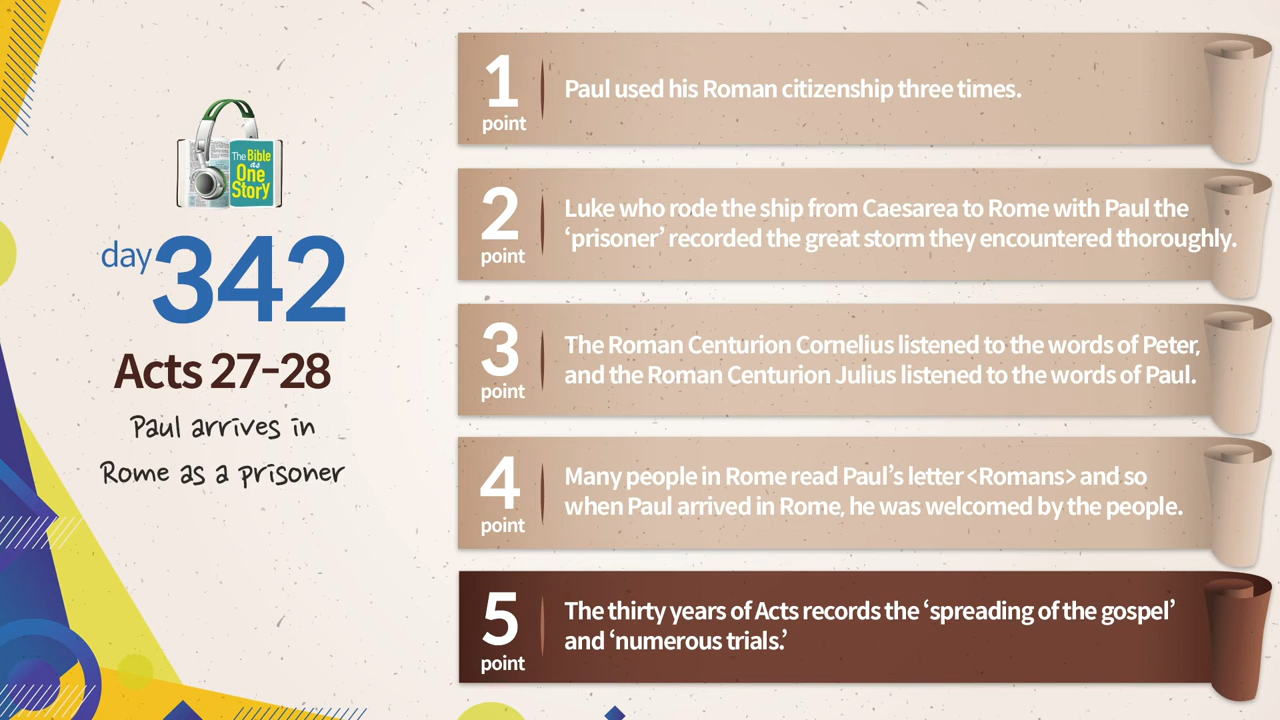 The Bible
as
One
Story
day 342
Acts 27-28
Paul arrives in
Rome as a prisoner
1
point
Paul used his Roman citizenship three times.
2
point
Luke who rode the ship from Caesarea to Rome with Paul the
‘prisoner’ recorded the great storm they encountered thoroughly.
3
point
The Roman Centurion Cornelius listened to the words of Peter,
and the Roman Centurion Julius listened to the words of Paul.
4
point
Many people in Rome read Paul’s letter <Romans> and so
when Paul arrived in Rome, he was welcomed by the people.
5
point
The thirty years of Acts records the ‘spreading of the gospel’
and ‘numerous trials.’